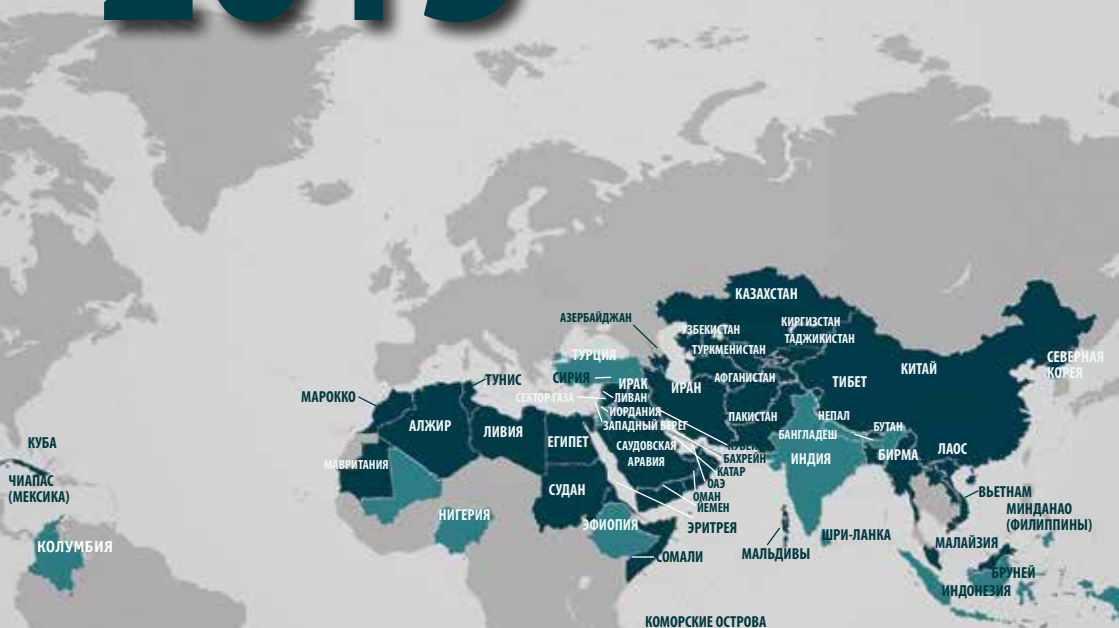 КАЗАХСТАН
АЗЕРБАЙДЖАН
УЗБЕКИСТАН
КИРГИЗСТАН
ТАДЖИКИСТАН
ТУРКМЕНИСТАН
ТУРЦИЯ
СЕВЕРНАЯ
КОРЕЯ
КИТАЙ
ТИБЕТ
ТУНИС
СИРИЯ
ИРАК
ИРАН
АФГАНИСТАН
МАРОККО
СЕКТОР ГАЗА
ЛИВАН
ИОРДАНИЯ
ЗАПАДНЫЙ БЕРЕГ
ПАКИСТАН
НЕПАЛ
БУТАН
БАНГЛАДЕШ
АЛЖИР
ЛИВИЯ
ЕГИПЕТ
САУДОВСКАЯ
АРАВИЯ
КУВЕЙТ
БАХРЕЙН
КАТАР
ОАЭ
ОМАН
ЙЕМЕН
ИНДИЯ
БИРМА
ЛАОС
КУБА
МАВРИТАНИЯ
ЧИАПАС
(МЕКСИКА)
СУДАН
ВЬЕТНАМ
МИНДАНАО
(ФИЛИППИНЫ)
НИГЕРИЯ
ЭФИОПИЯ
ЭРИТРЕЯ
ШРИ-ЛАНКА
МАЛАЙЗИЯ
КОЛУМБИЯ
СОМАЛИ
МАЛЬДИВЫ
БРУНЕЙ
ИНДОНЕЗИЯ
КОМОРСКИЕ ОСТРОВА